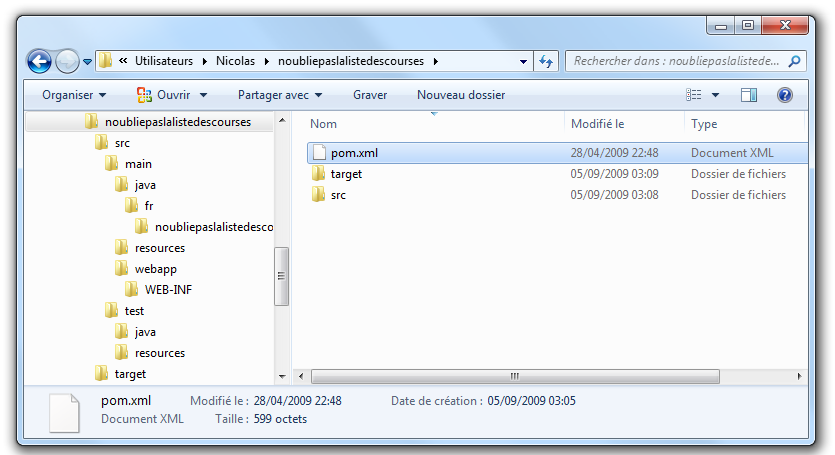 « Utilisateurs Nicolas noubliepaslalistedescourses
Rechercher dans : noubliepaslalistede...
Organiser Ouvrir Partager avec Graver Nouveau dossier
noubliepaslalistedescourses
src
main
java
fr
noubliepaslalistedesco
resources
webapp
WEB-INF
test
java
resources
target
Nom Modifié le Type
pom.xml 28/04/2009 22:48 Document XML
target 05/09/2009 03:09 Dossier de fichiers
src 05/09/2009 03:08 Dossier de fichiers
pom.xml Modifié le : 28/04/2009 22:48 Date de création : 05/09/2009 03:05
Document XML Taille : 599 octets